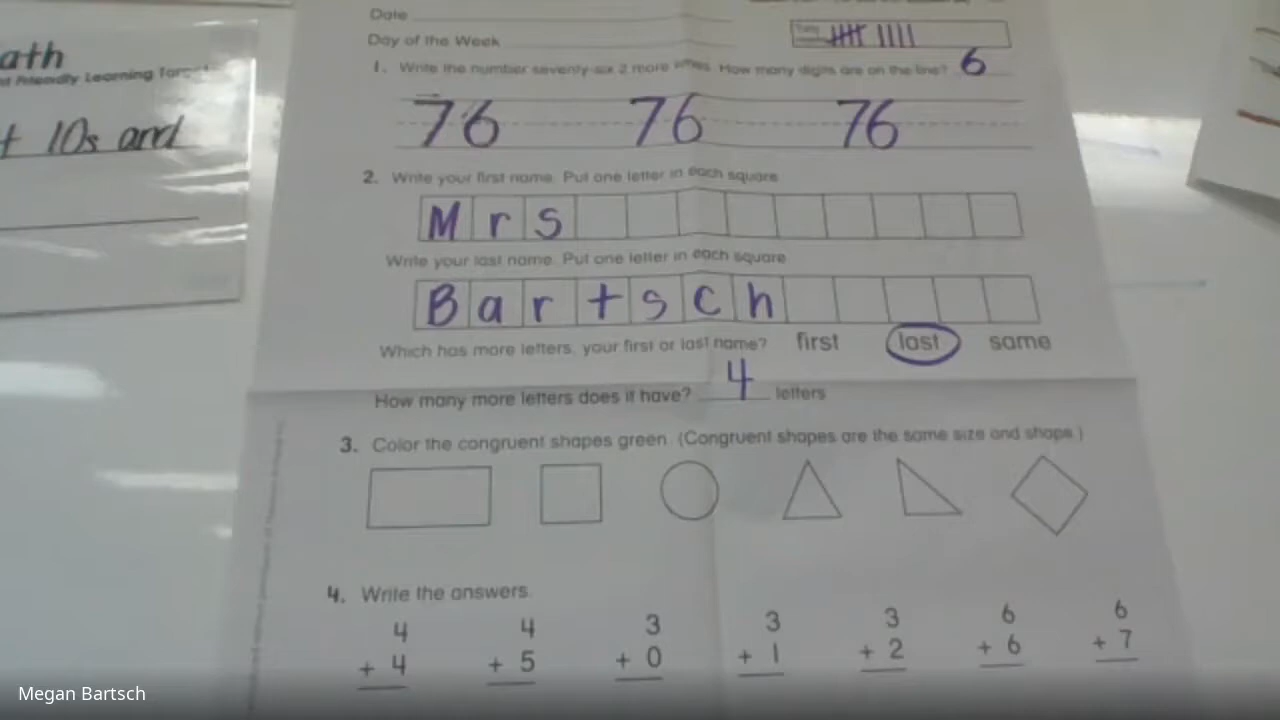 ath
Friendly Learning Target
10s and
Date
Day of the Week
1. Write the number seventy-six 2 more times. How many digits are on the line? 6
76 76 76
2. Write your first name. Put one letter in each square.
M r s
Write your last name. Put one letter in each square.
B a r t s c h
Which has more letters, your first or last name? first last same
How many more letters does it have? 4 letters
3. Color the congruent shapes green. (Congruent shapes are the same size and shape.)
4. Write the answers.
4 4 3 3 3 6 6
+ 4 + 5 + 0 + 1 + 2 + 6 + 7
Megan Bartsch